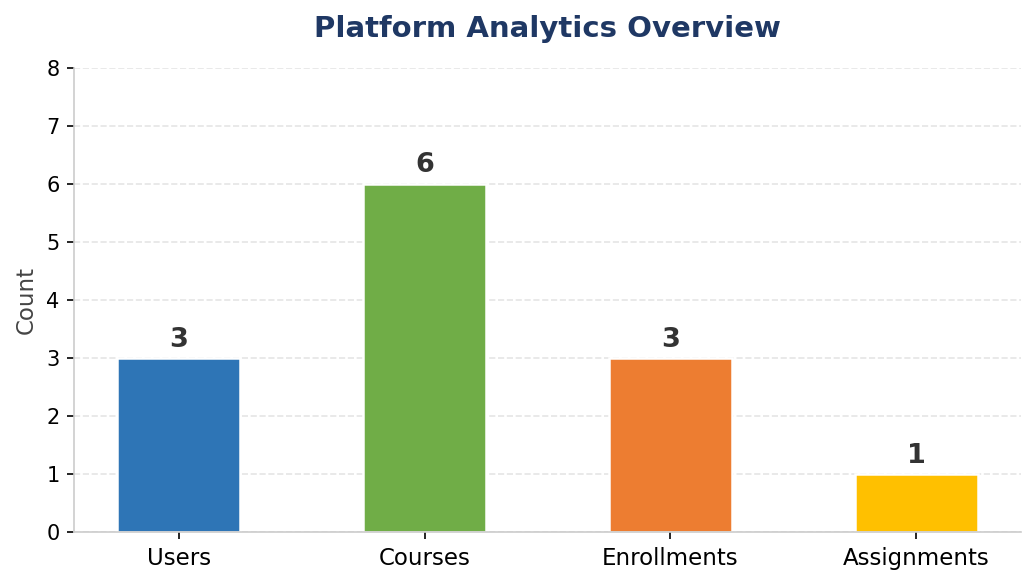 Platform Analytics Overview
8
7
6
5
4
3
2
1
0
Count
3
6
3
1
Users
Courses
Enrollments
Assignments